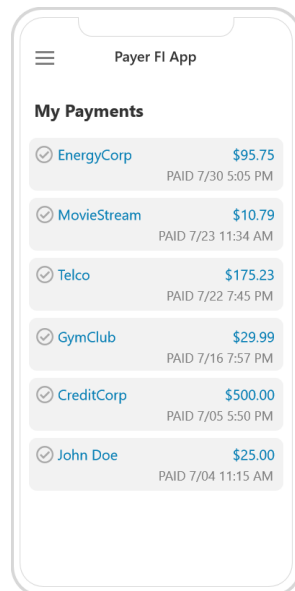 Payer FI App
My Payments
EnergyCorp $95.75
PAID 7/30 5:05 PM
MovieStream $10.79
PAID 7/23 11:34 AM
Telco $175.23
PAID 7/22 7:45 PM
GymClub $29.99
PAID 7/16 7:57 PM
CreditCorp $500.00
PAID 7/05 5:50 PM
John Doe $25.00
PAID 7/04 11:15 AM